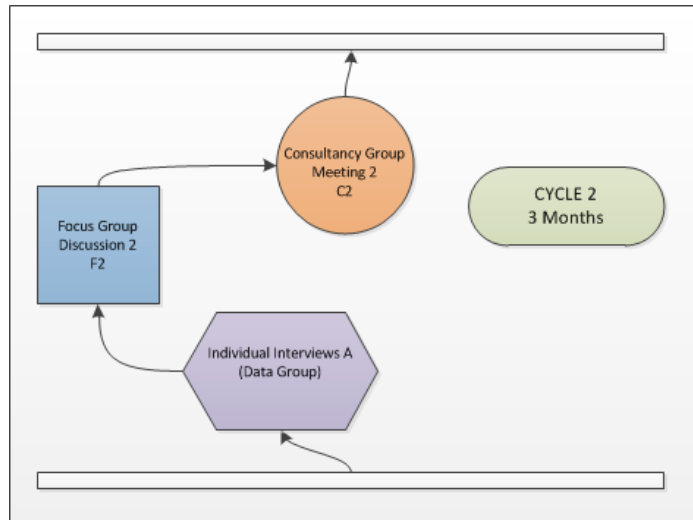 Consultancy Group
Meeting 2
C2
CYCLE 2
3 Months
Focus Group
Discussion 2
F2
Individual Interviews A
(Data Group)